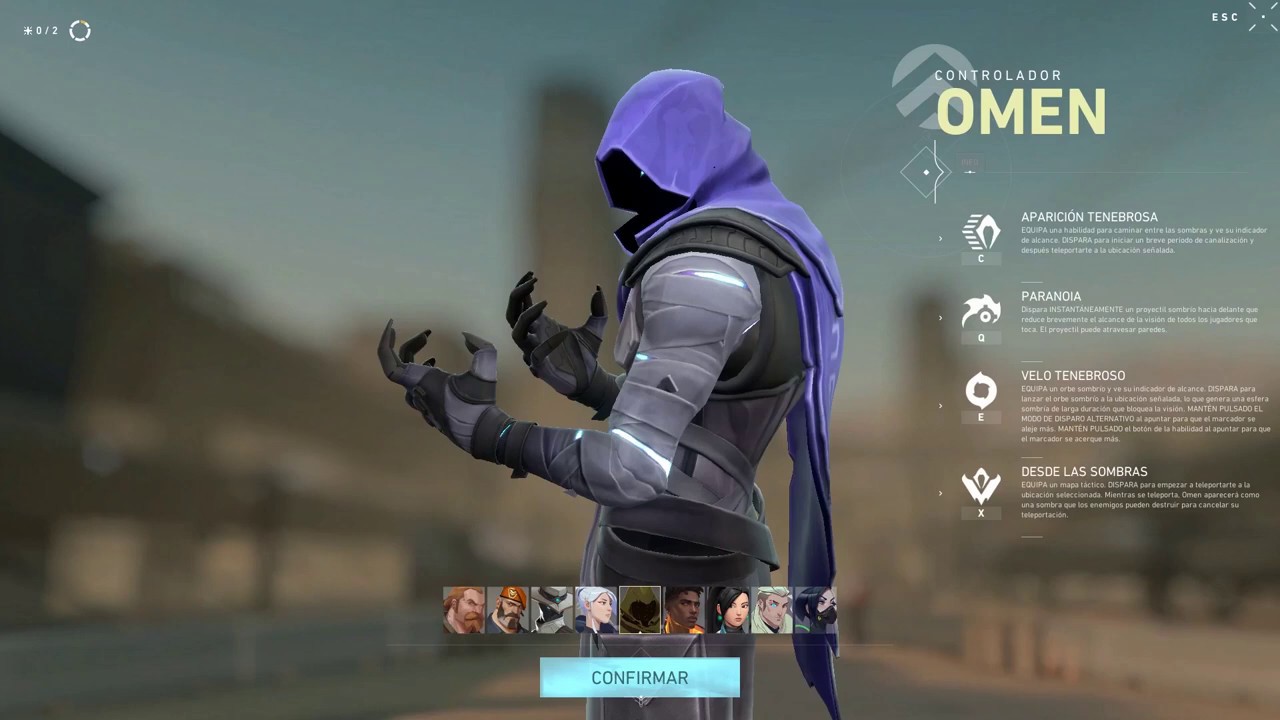 0/2
ESC
CONTROLADOR
OMEN
APARICIÓN TENEBROSA
EQUIPA una habilidad para caminar entre las sombras y ve su indicador
de alcance. DISPARA para iniciar un breve periodo de canalización y
después teleportarte a la ubicación señalada.
C
PARANOIA
Dispara INSTANTÁNEAMENTE un proyectil sombrío hacia delante que
reduce brevemente el alcance de la visión de todos los jugadores que
toca. El proyectil puede atravesar paredes.
Q
VELO TENEBROSO
EQUIPA un orbe sombrío y ve su indicador de alcance. DISPARA para
lanzar el orbe sombrío a la ubicación señalada, lo que genera una esfera
sombría de larga duración que bloquea la visión. MANTÉN PULSADO EL
MODO DE DISPARO ALTERNATIVO al apuntar para que el marcador se
aleje más. MANTÉN PULSADO el botón de la habilidad al apuntar para que
el marcador se acerque más.
E
DESDE LAS SOMBRAS
EQUIPA un mapa táctico. DISPARA para empezar a teleportarte a la
ubicación seleccionada. Mientras se teleporta, Omen aparecerá como
una sombra que los enemigos pueden destruir para cancelar su
teleportación.
X
CONFIRMAR